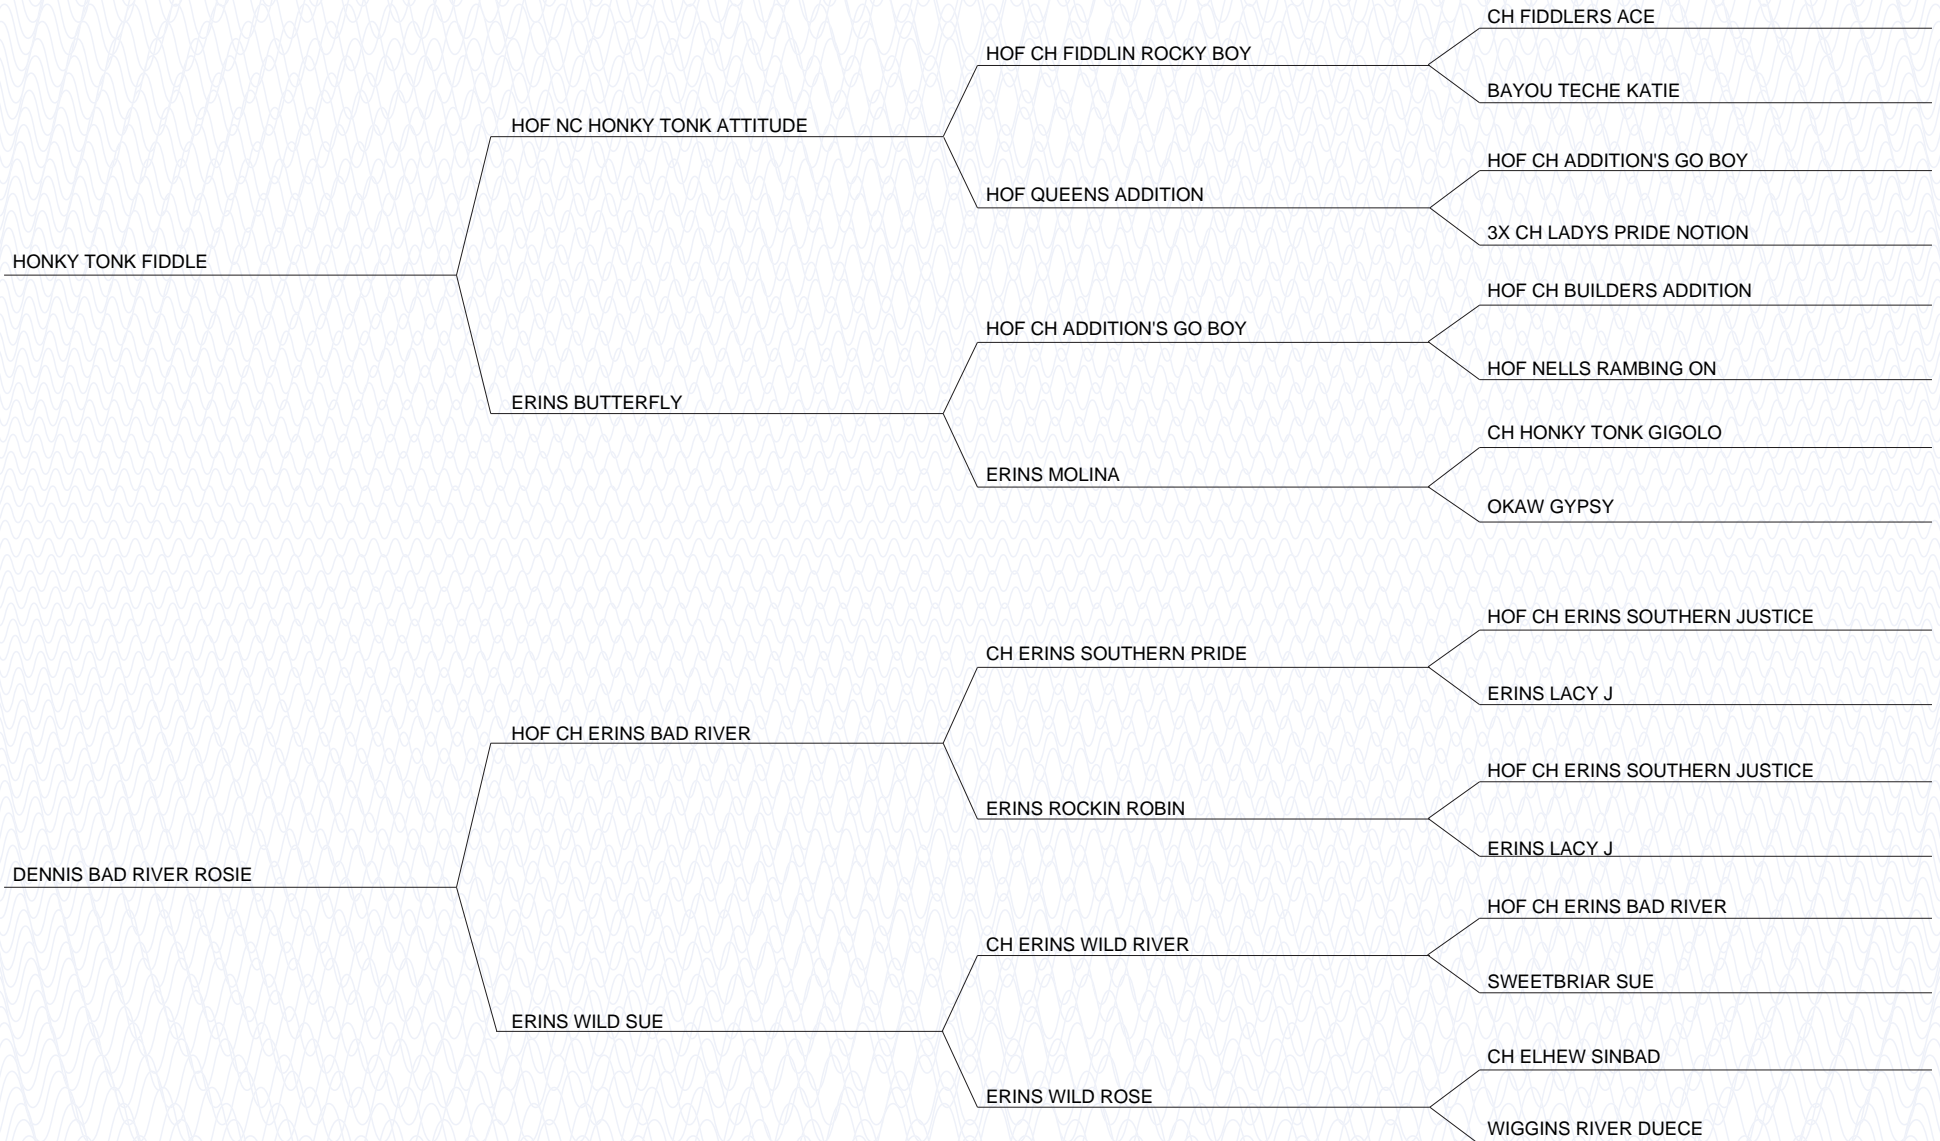 CH FIDDLERS ACE
HOF CH FIDDLIN ROCKY BOY
BAYOU TECHE KATIE
HOF NC HONKY TONK ATTITUDE
HOF CH ADDITION'S GO BOY
HOF QUEENS ADDITION
3X CH LADYS PRIDE NOTION
HONKY TONK FIDDLE
HOF CH BUILDERS ADDITION
HOF CH ADDITION'S GO BOY
HOF NELLS RAMBING ON
ERINS BUTTERFLY
CH HONKY TONK GIGOLO
ERINS MOLINA
OKAW GYPSY
HOF CH ERINS SOUTHERN JUSTICE
CH ERINS SOUTHERN PRIDE
ERINS LACY J
HOF CH ERINS BAD RIVER
HOF CH ERINS SOUTHERN JUSTICE
ERINS ROCKIN ROBIN
ERINS LACY J
DENNIS BAD RIVER ROSIE
HOF CH ERINS BAD RIVER
CH ERINS WILD RIVER
SWEETBRIAR SUE
ERINS WILD SUE
CH ELHEW SINBAD
ERINS WILD ROSE
WIGGINS RIVER DUECE